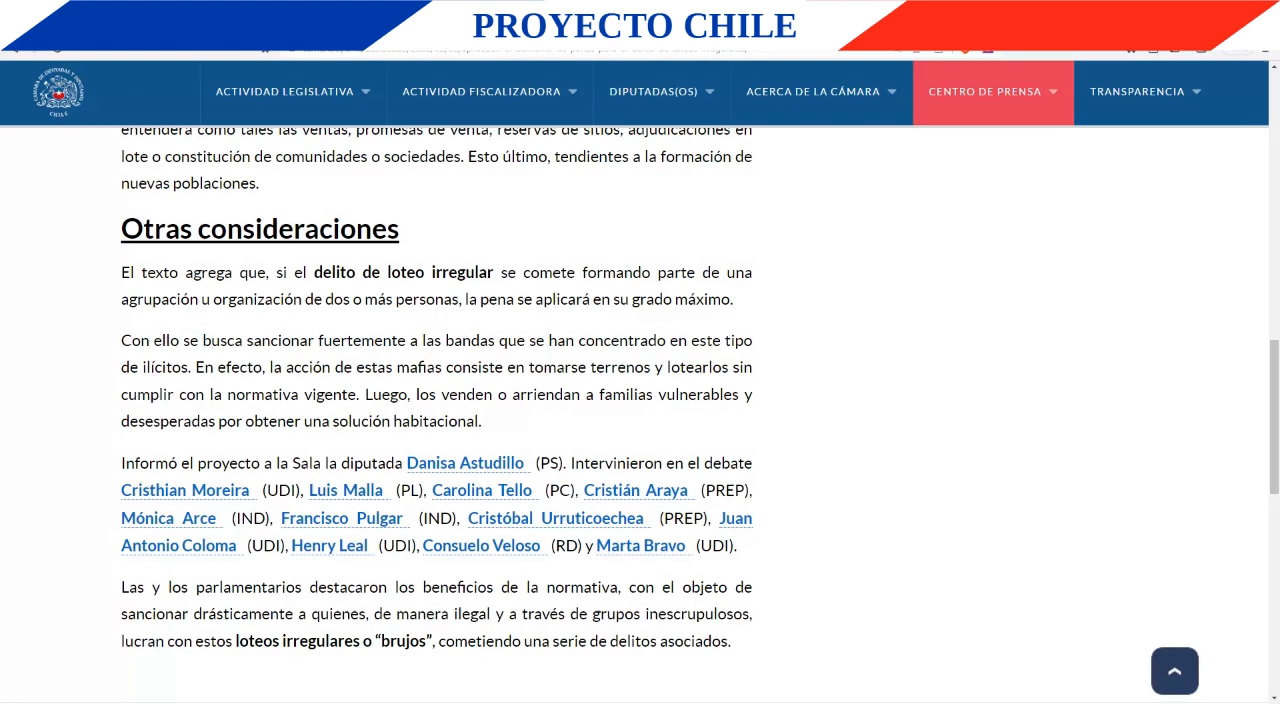 PROYECTO CHILE
ACTIVIDAD LEGISLATIVA ACTIVIDAD FISCALIZADORA DIPUTADAS(OS) ACERCA DE LA CÁMARA CENTRO DE PRENSA TRANSPARENCIA
CHILE
entenderá como tales las ventas, promesas de venta, reservas de sitios, adjudicaciones en
lote o constitución de comunidades o sociedades. Esto último, tendientes a la formación de
nuevas poblaciones.
Otras consideraciones
El texto agrega que, si el delito de loteo irregular se comete formando parte de una
agrupación u organización de dos o más personas, la pena se aplicará en su grado máximo.
Con ello se busca sancionar fuertemente a las bandas que se han concentrado en este tipo
de ilícitos. En efecto, la acción de estas mafias consiste en tomarse terrenos y lotearlos sin
cumplir con la normativa vigente. Luego, los venden o arriendan a familias vulnerables y
desesperadas por obtener una solución habitacional.
Informó el proyecto a la Sala la diputada Danisa Astudillo (PS). Intervinieron en el debate
Cristhian Moreira (UDI), Luis Malla (PL), Carolina Tello (PC), Cristián Araya (PREP),
Mónica Arce (IND), Francisco Pulgar (IND), Cristóbal Urruticoechea (PREP), Juan
Antonio Coloma (UDI), Henry Leal (UDI), Consuelo Veloso (RD) y Marta Bravo (UDI).
Las y los parlamentarios destacaron los beneficios de la normativa, con el objeto de
sancionar drásticamente a quienes, de manera ilegal y a través de grupos inescrupulosos,
lucran con estos loteos irregulares o “brujos”, cometiendo una serie de delitos asociados.